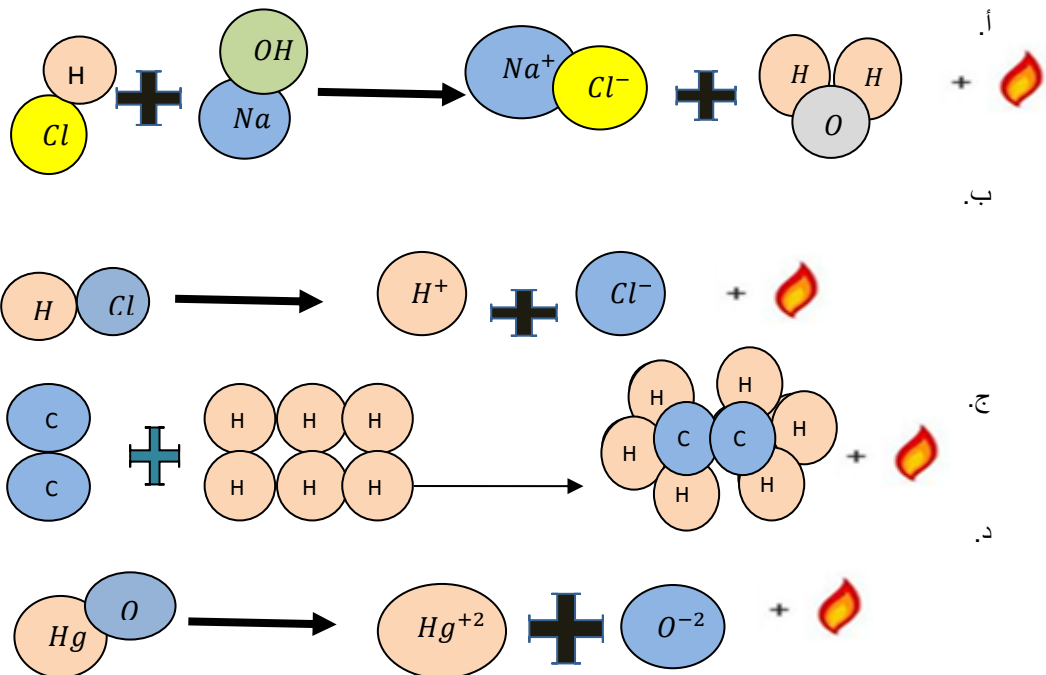 أ.
H Cl + OH Na → Na⁺ Cl⁻ + H H O +
ب.
H Cl → H⁺ + Cl⁻ +
ج.
C C + H H H H H H → H H H H H H C C +
د.
Hg O → Hg⁺² + O⁻² +